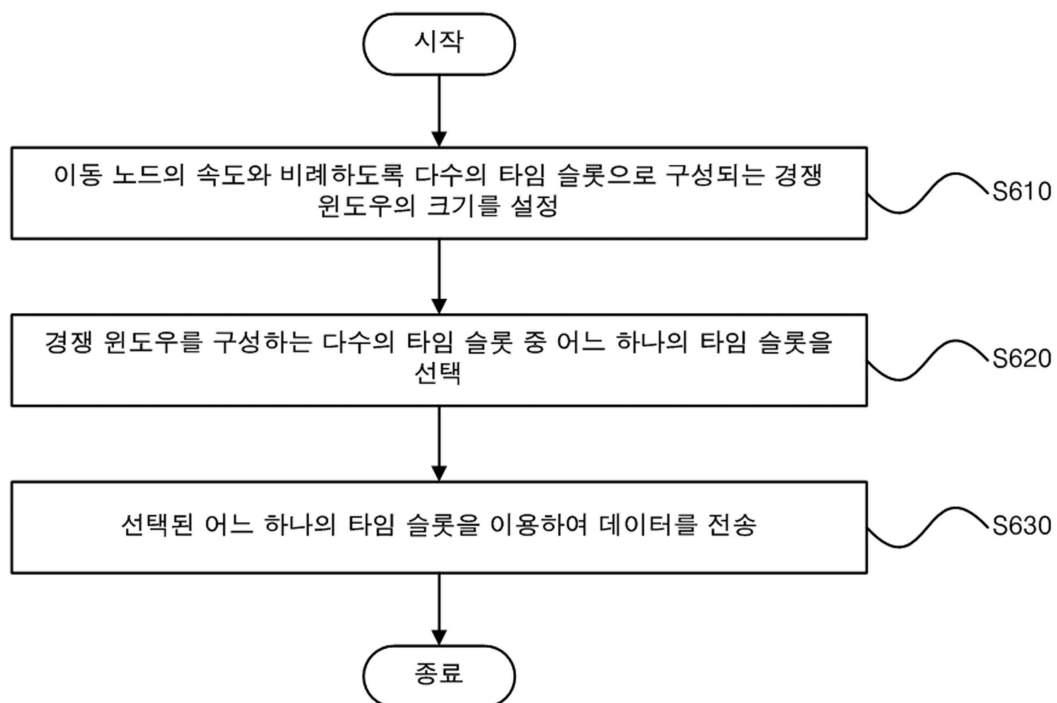 시작
이동 노드의 속도와 비례하도록 다수의 타임 슬롯으로 구성되는 경쟁
윈도우의 크기를 설정
S610
경쟁 윈도우를 구성하는 다수의 타임 슬롯 중 어느 하나의 타임 슬롯을
선택
S620
선택된 어느 하나의 타임 슬롯을 이용하여 데이터를 전송
S630
종료